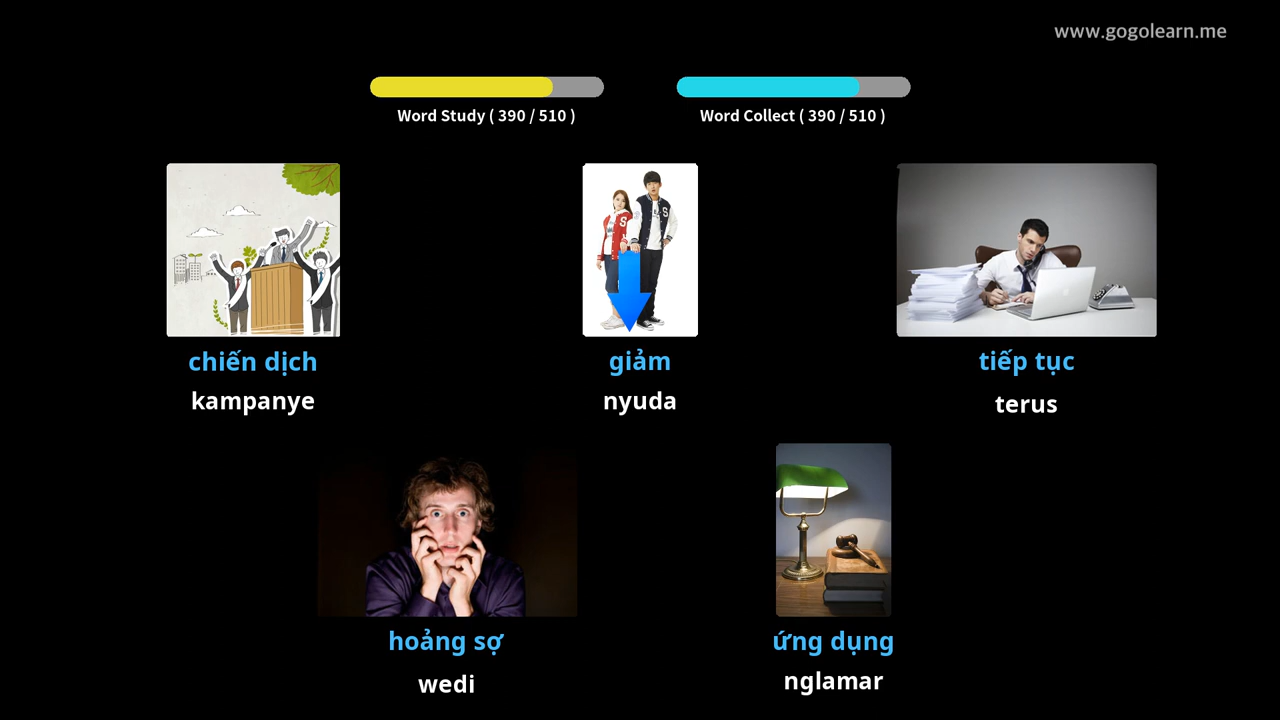 www.gogolearn.me
Word Study ( 390 / 510 )
Word Collect ( 390 / 510 )
S
S
chiến dịch
giảm
tiếp tục
kampanye
nyuda
terus
hoảng sợ
ứng dụng
wedi
nglamar